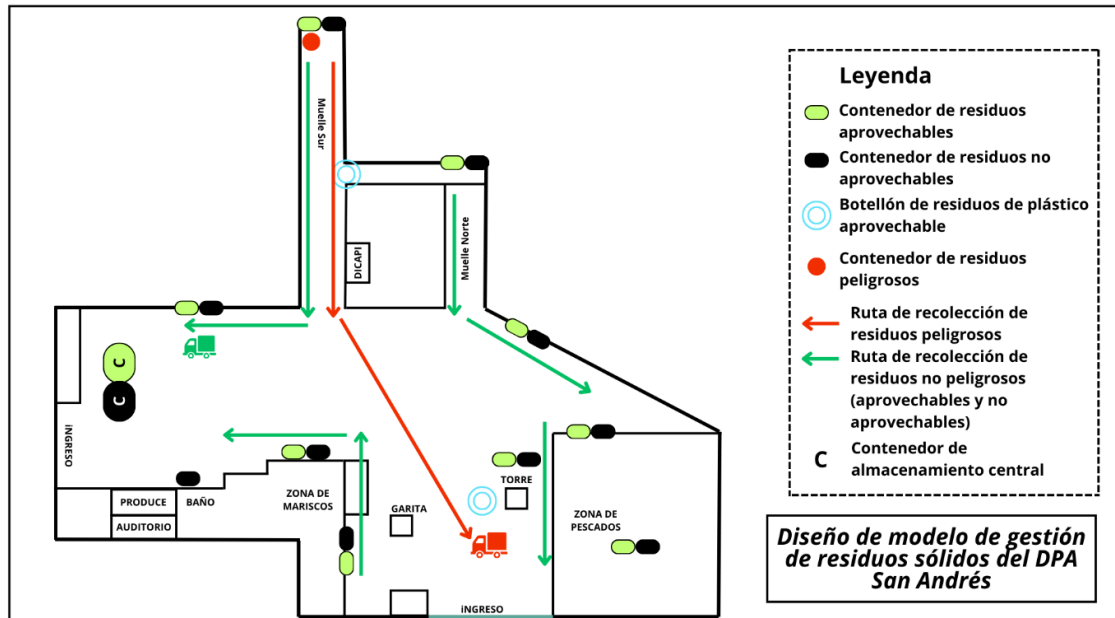 Muelle Sur
DICAPI
Muelle Norte
C
C
iNGRESO
PRODUCE
AUDITORIO
BAÑO
ZONA DE
MARISCOS
GARITA
TORRE
ZONA DE
PESCADOS
iNGRESO
Leyenda
Contenedor de residuos
aprovechables
Contenedor de residuos no
aprovechables
Botellón de residuos de plástico
aprovechable
Contenedor de residuos
peligrosos
Ruta de recolección de
residuos peligrosos
Ruta de recolección de
residuos no peligrosos
(aprovechables y no
aprovechables)
C
Contenedor de
almacenamiento central
Diseño de modelo de gestión
de residuos sólidos del DPA
San Andrés